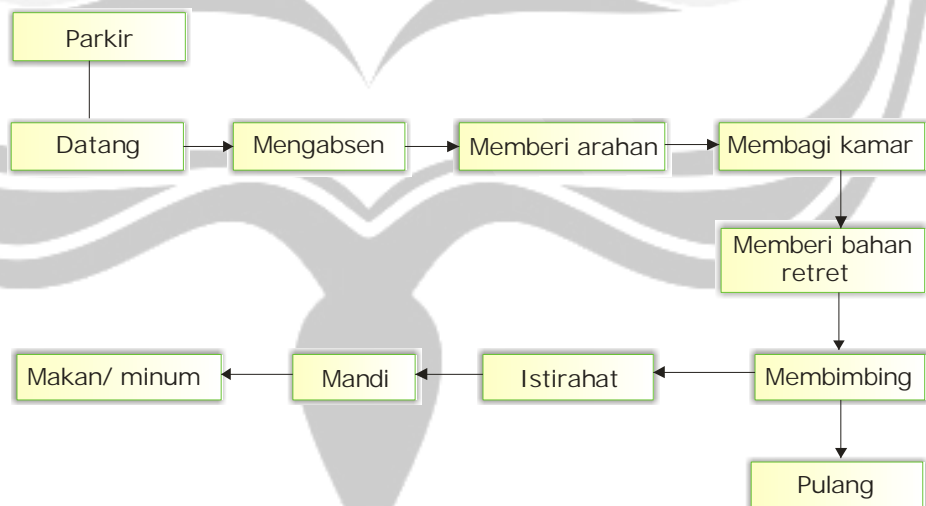 Parkir
Datang
Mengabsen
Memberi arahan
Membagi kamar
Memberi bahan
retret
Makan/ minum
Mandi
Istirahat
Membimbing
Pulang